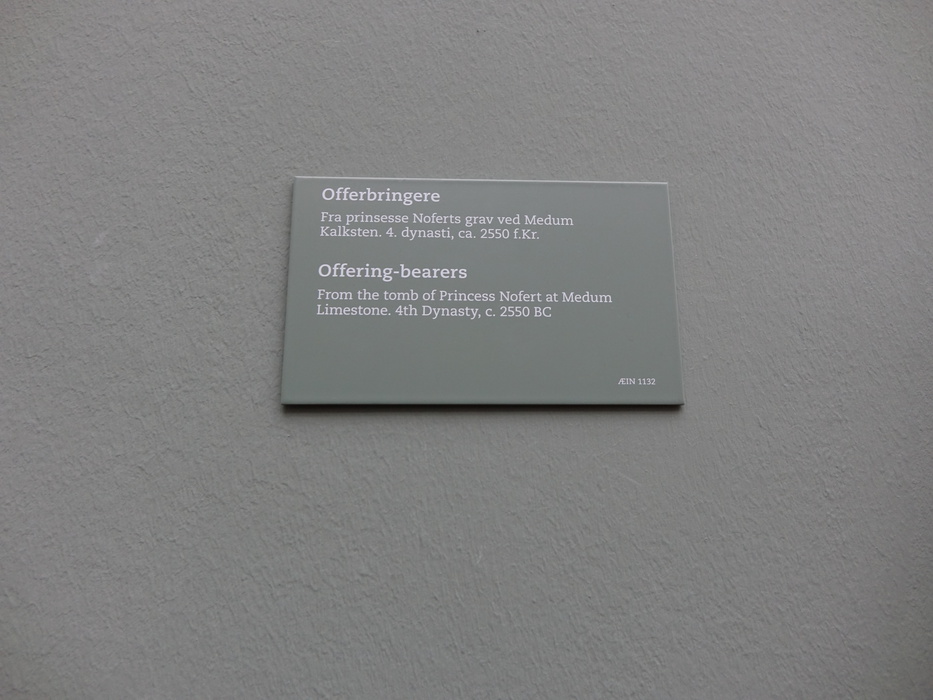 Offerbringere
Fra prinsesse Noferts grav ved Medum
Kalksten. 4. dynasti, ca. 2550 f.Kr.
Offering-bearers
From the tomb of Princess Nofert at Medum
Limestone. 4th Dynasty, c. 2550 BC
ÆIN 1132